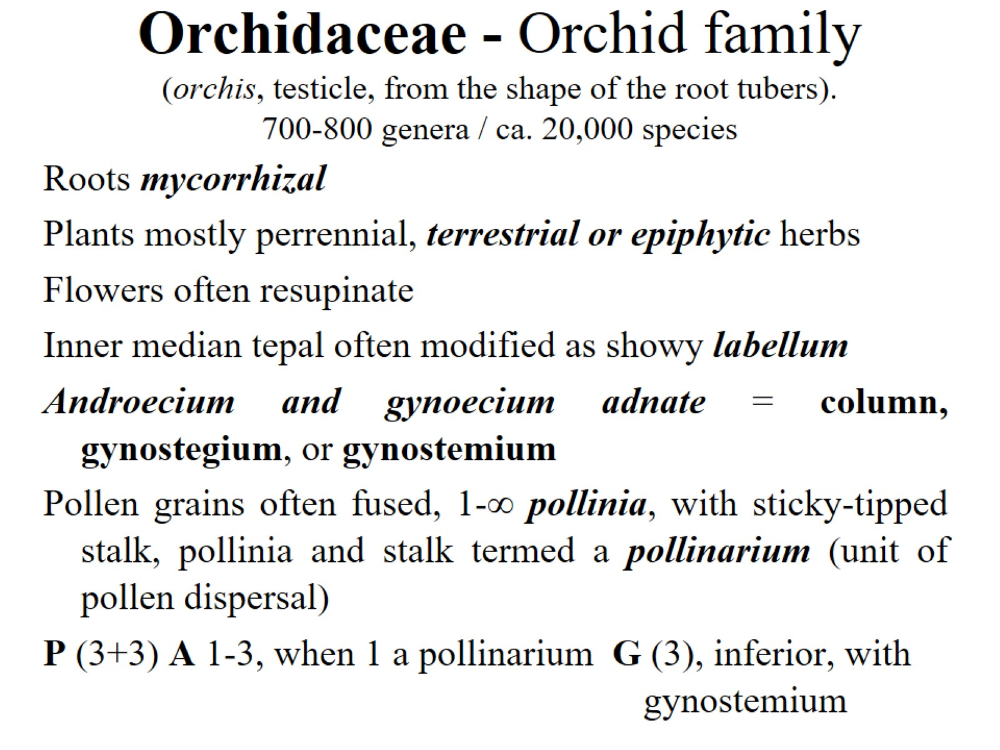 Orchidaceae - Orchid family
(orchis, testicle, from the shape of the root tubers).
700-800 genera / ca. 20,000 species
Roots mycorrhizal
Plants mostly perrennial, terrestrial or epiphytic herbs
Flowers often resupinate
Inner median tepal often modified as showy labellum
Androecium and gynoecium adnate = column,
gynostegium, or gynostemium
Pollen grains often fused, 1-∞ pollinia, with sticky-tipped
stalk, pollinia and stalk termed a pollinarium (unit of
pollen dispersal)
P (3+3) A 1-3, when 1 a pollinarium G (3), inferior, with
gynostemium